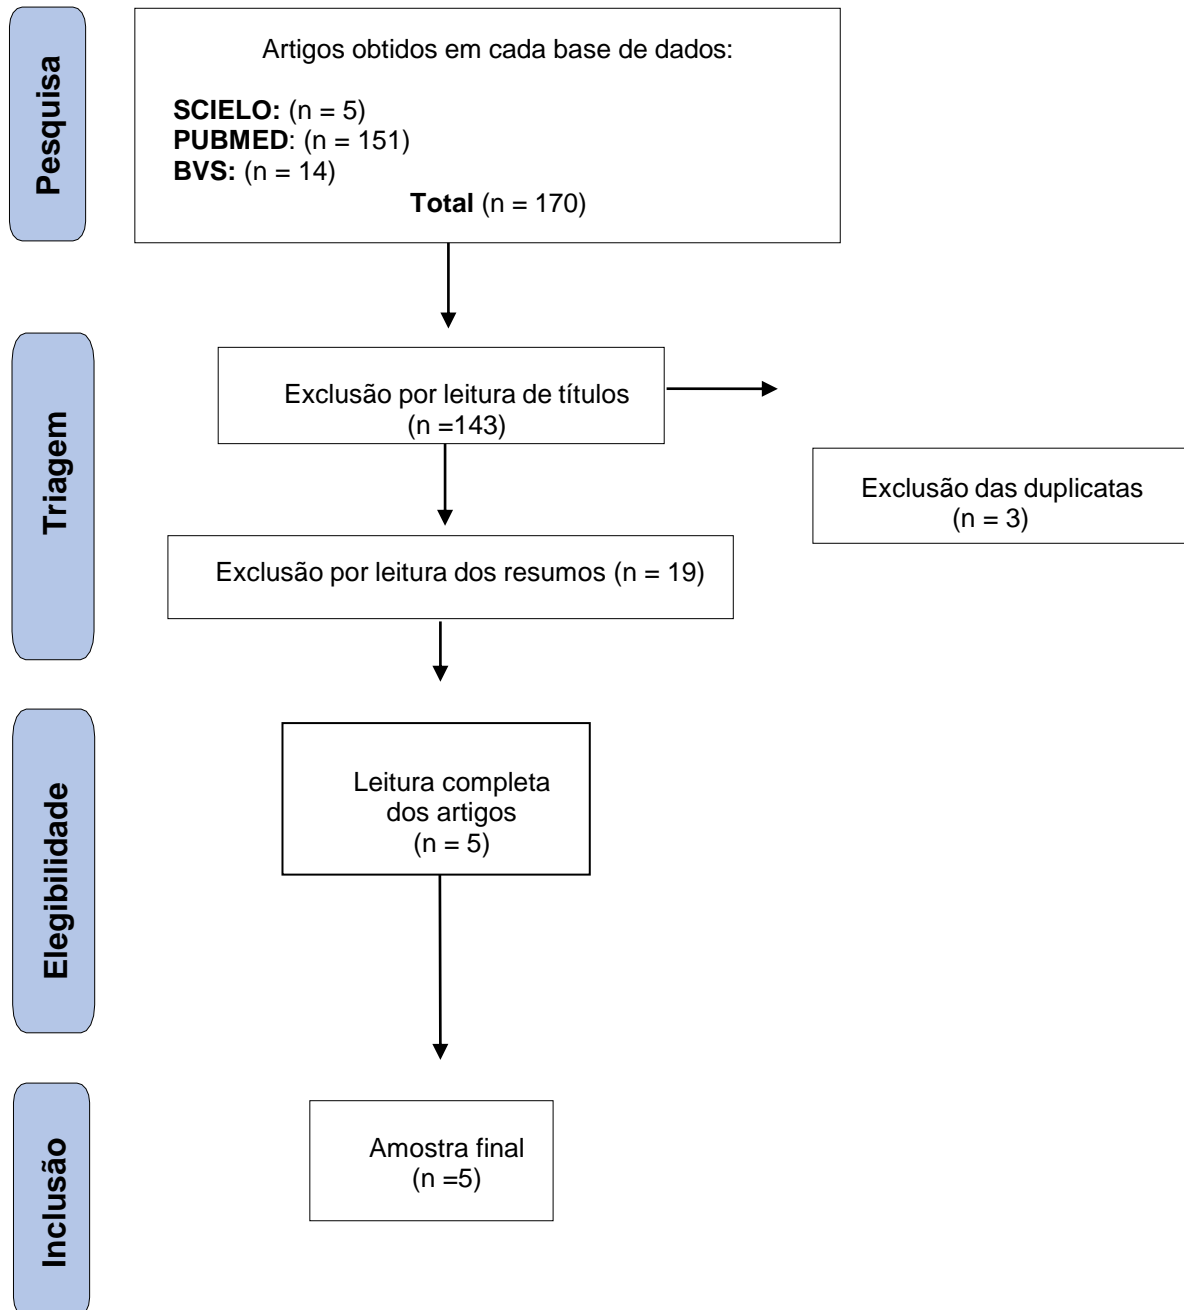 Pesquisa
Artigos obtidos em cada base de dados:
SCIELO: (n = 5)
PUBMED: (n = 151)
BVS: (n = 14)
Total (n = 170)
Triagem
Exclusão por leitura de títulos
(n =143)
Exclusão das duplicatas
(n = 3)
Exclusão por leitura dos resumos (n = 19)
Elegibilidade
Leitura completa
dos artigos
(n = 5)
Inclusão
Amostra final
(n =5)